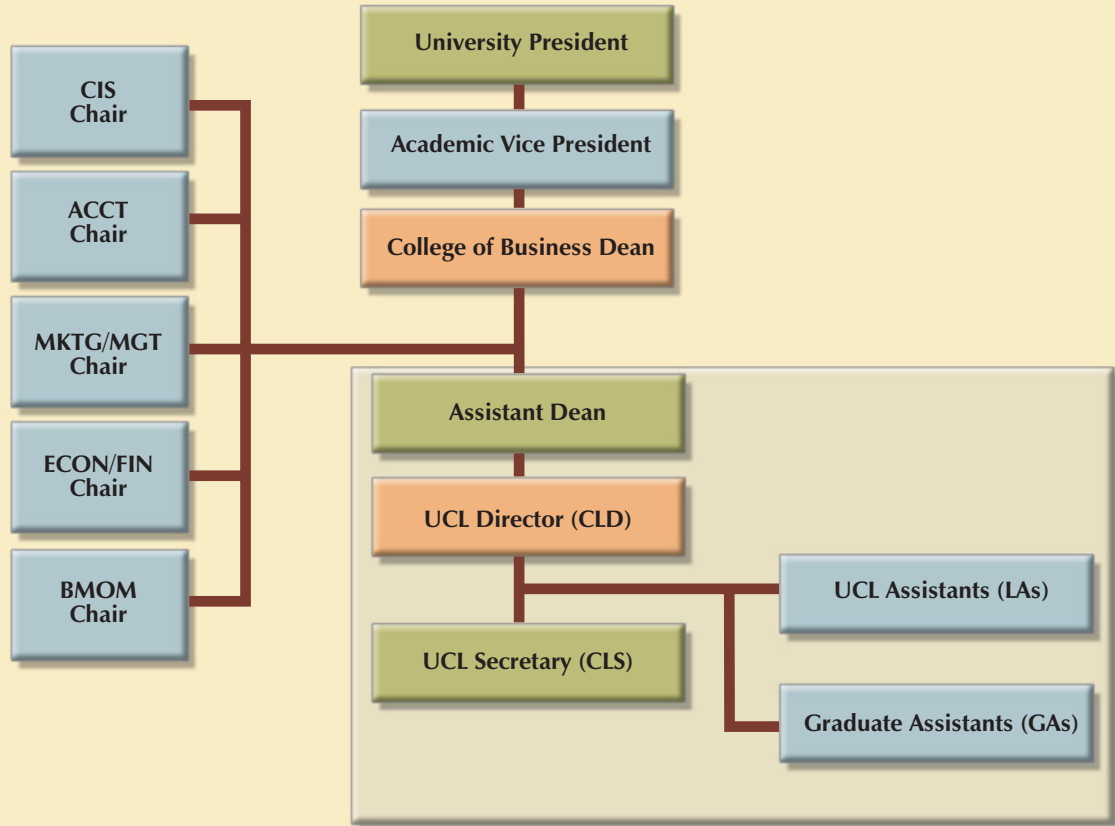 University President
Academic Vice President
College of Business Dean
CIS
Chair
ACCT
Chair
MKTG/MGT
Chair
ECON/FIN
Chair
BMOM
Chair
Assistant Dean
UCL Director (CLD)
UCL Secretary (CLS)
UCL Assistants (LAs)
Graduate Assistants (GAs)